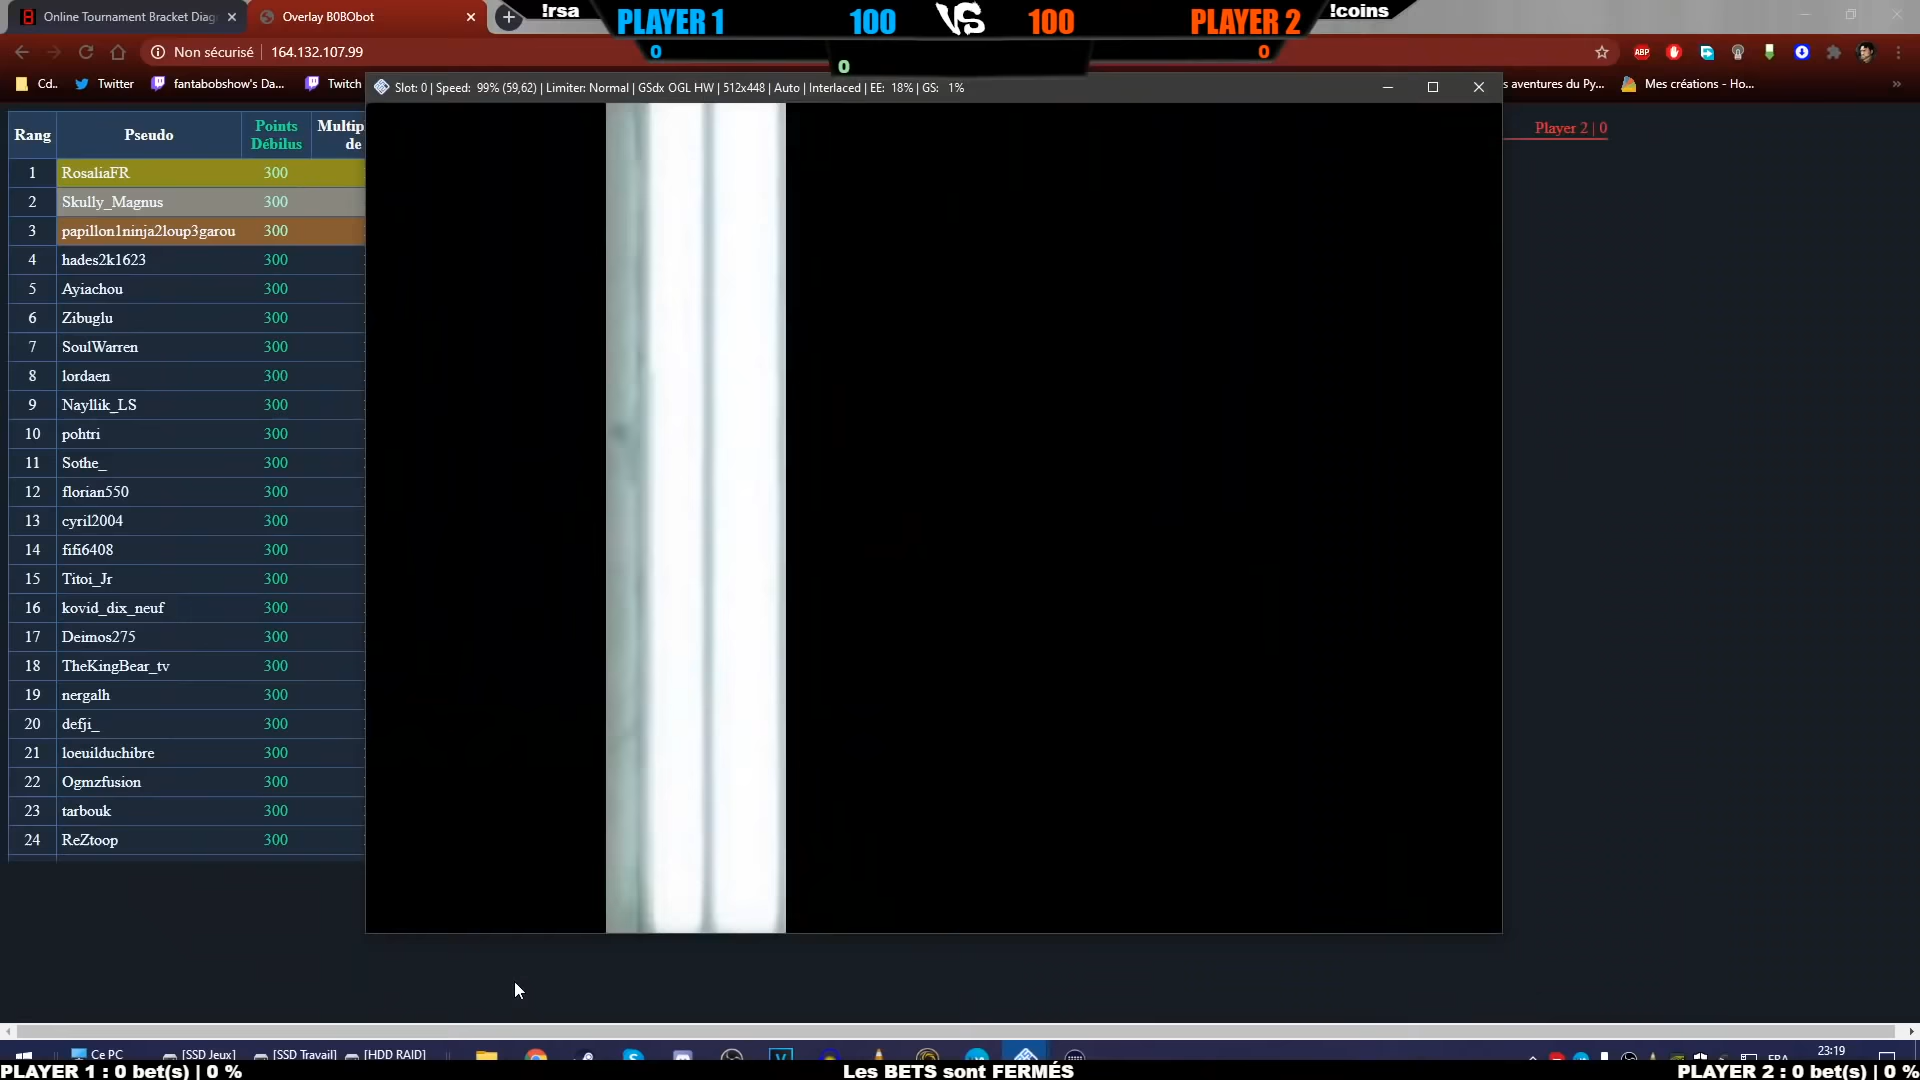 Online Tournament Bracket Diag
Overlay B0BObot
!rsa
PLAYER 1
100
VS
100
PLAYER 2
!coins
0
0
0
Non sécurisé
164.132.107.99
ABP
Cd..
Twitter
fantabobshow's Da...
Twitch
s aventures du Py...
Mes créations - Ho...
Slot: 0 | Speed: 99% (59,62) | Limiter: Normal | GSdx OGL HW | 512x448 | Auto | Interlaced | EE: 18% | GS: 1%
Player 2 | 0
Rang Pseudo Points Débilus Multip de
1 RosaliaFR 300
2 Skully_Magnus 300
3 papillon1ninja2loup3garou 300
4 hades2k1623 300
5 Ayiachou 300
6 Zibuglu 300
7 SoulWarren 300
8 lordaen 300
9 Nayllik_LS 300
10 pohtri 300
11 Sothe_ 300
12 florian550 300
13 cyril2004 300
14 fifi6408 300
15 Titoi_Jr 300
16 kovid_dix_neuf 300
17 Deimos275 300
18 TheKingBear_tv 300
19 nergalh 300
20 defji_ 300
21 loeuilduchibre 300
22 Ogmzfusion 300
23 tarbouk 300
24 ReZtoop 300
Ce PC
[SSD Jeux]
[SSD Travail]
[HDD RAID]
FRA
23:19
PLAYER 1 : 0 bet(s) | 0 %
Les BETS sont FERMÉS
PLAYER 2 : 0 bet(s) | 0 %